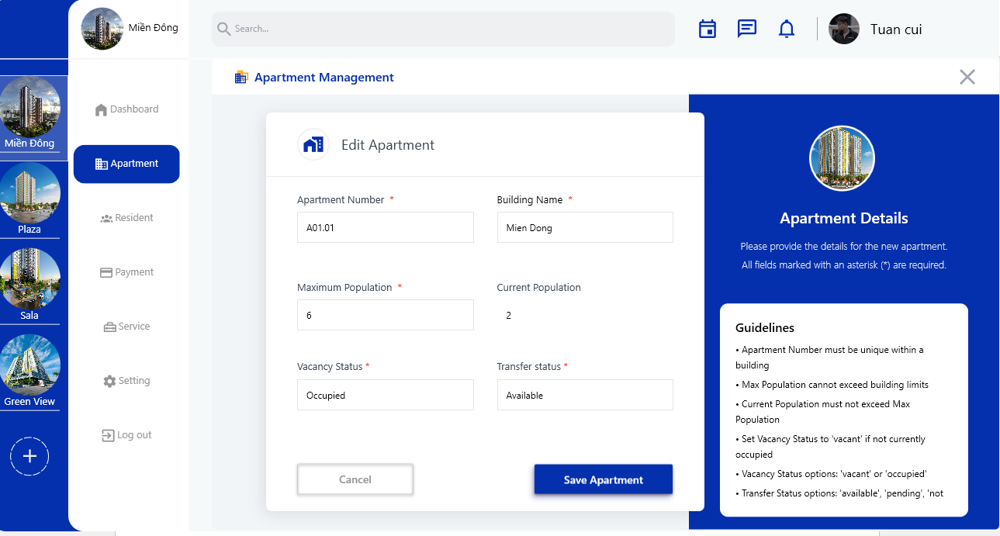 Miền Đông
Search...
Tuan cui
Apartment Management
Miền Đông
Plaza
Sala
Green View
Dashboard
Apartment
Resident
Payment
Service
Setting
Log out
Edit Apartment
Apartment Number *
Building Name *
A01.01
Mien Dong
Maximum Population *
Current Population
6
2
Vacancy Status *
Transfer status *
Occupied
Available
Cancel
Save Apartment
Apartment Details
Please provide the details for the new apartment.
All fields marked with an asterisk (*) are required.
Guidelines
• Apartment Number must be unique within a
building
• Max Population cannot exceed building limits
• Current Population must not exceed Max
Population
• Set Vacancy Status to 'vacant' if not currently
occupied
• Vacancy Status options: 'vacant' or 'occupied'
• Transfer Status options: 'available', 'pending', 'not